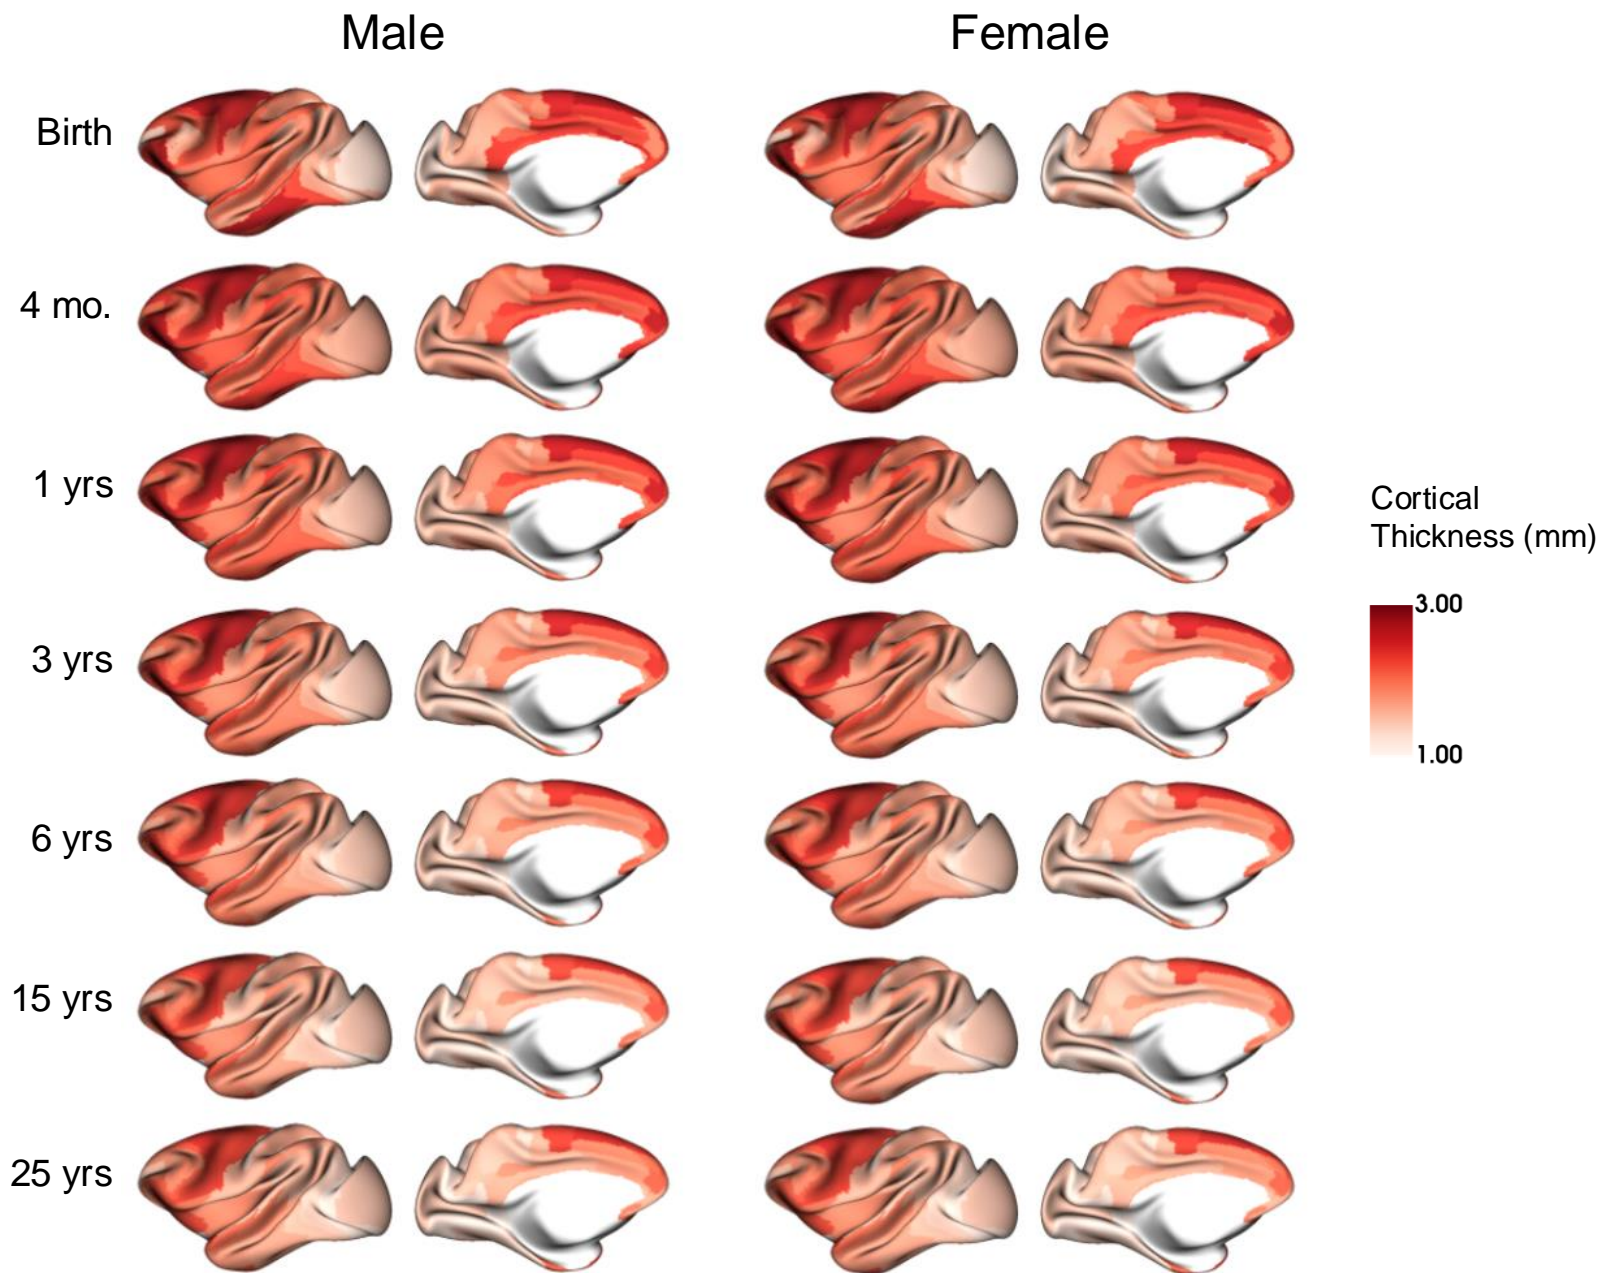 Male
Female
Birth
4 mo.
1 yrs
3 yrs
6 yrs
15 yrs
25 yrs
Cortical
Thickness (mm)
3.00
1.00